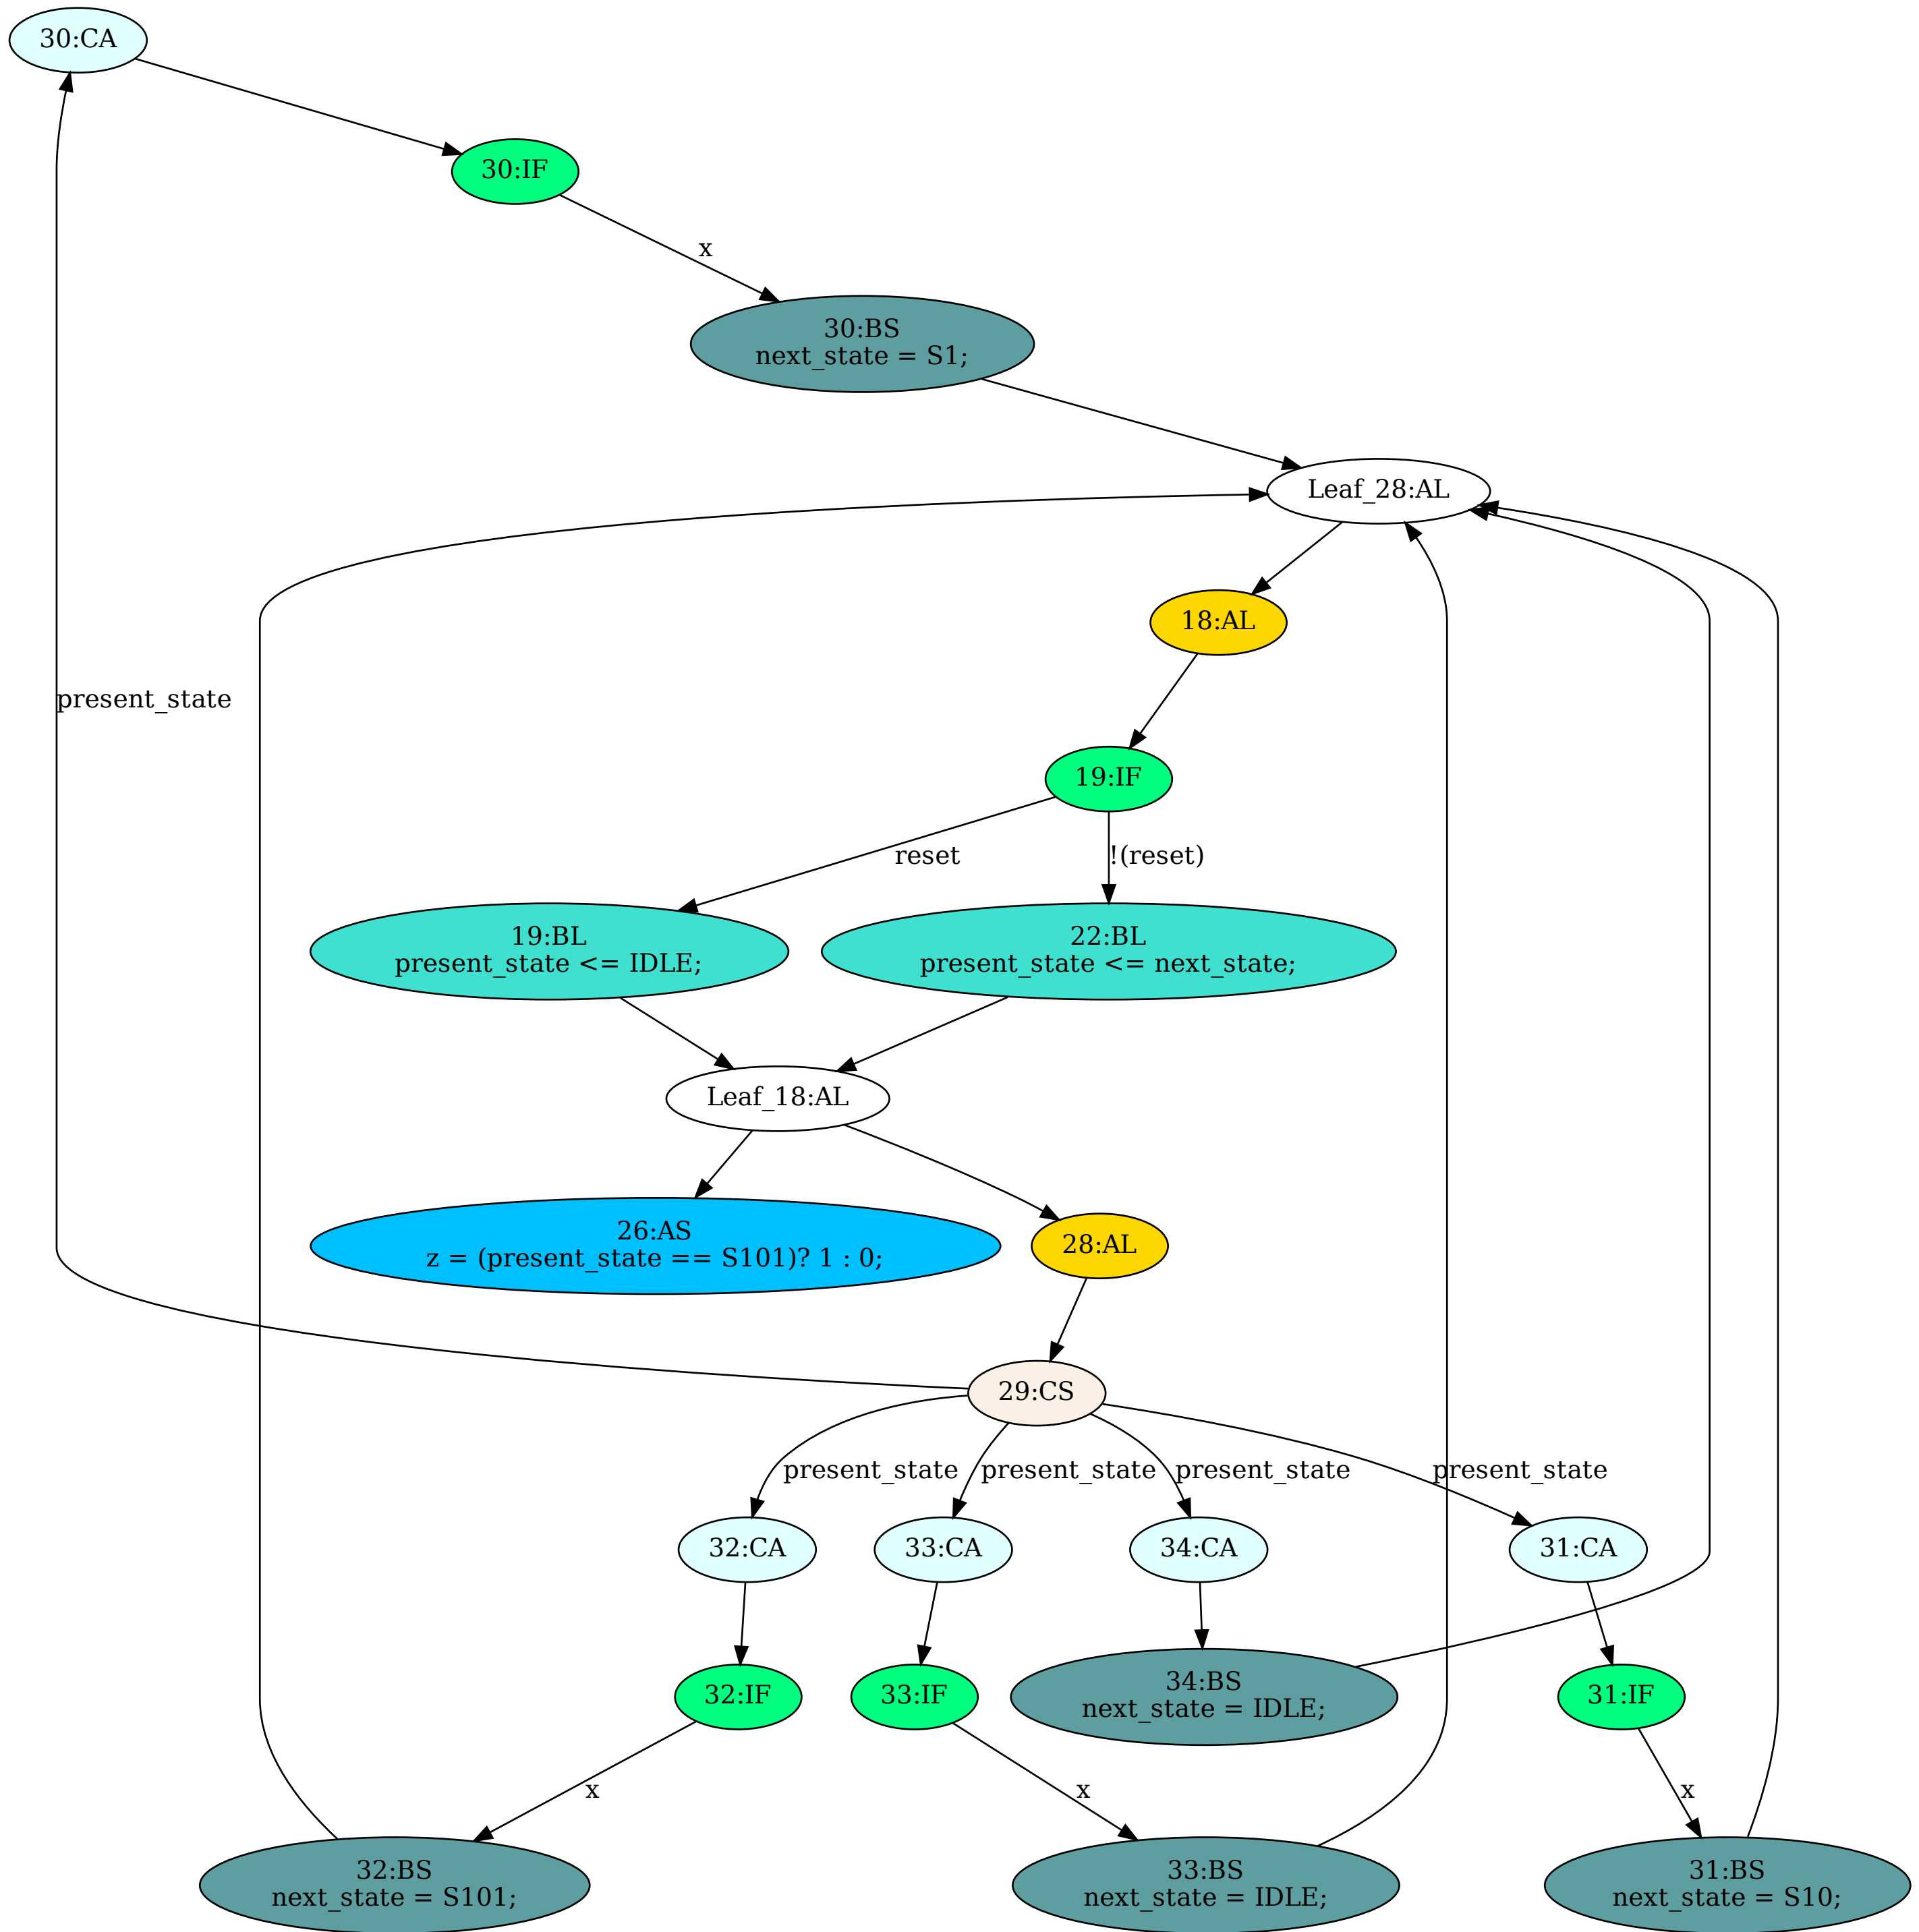 30:CA
30:IF
x
30:BS
next_state = S1;
Leaf_28:AL
18:AL
present_state
19:IF
reset
!(reset)
19:BL
present_state <= IDLE;
22:BL
present_state <= next_state;
Leaf_18:AL
26:AS
z = (present_state == S101)? 1 : 0;
28:AL
29:CS
present_state
present_state
present_state
present_state
32:CA
33:CA
34:CA
31:CA
32:IF
33:IF
34:BS
next_state = IDLE;
31:IF
x
x
x
32:BS
next_state = S101;
33:BS
next_state = IDLE;
31:BS
next_state = S10;